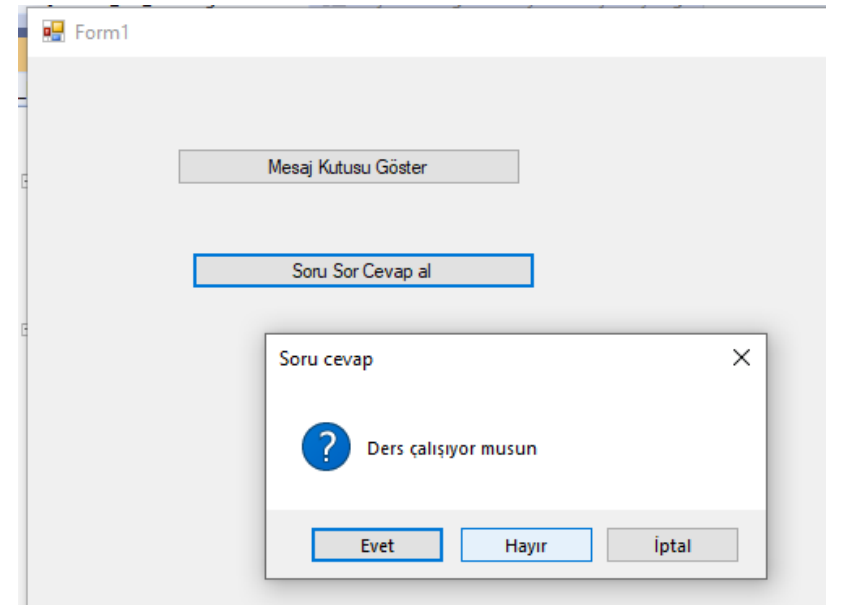 Form1
Mesaj Kutusu Göster
Soru Sor Cevap al
Soru cevap
Ders çalışıyor musun
Evet
Hayır
İptal